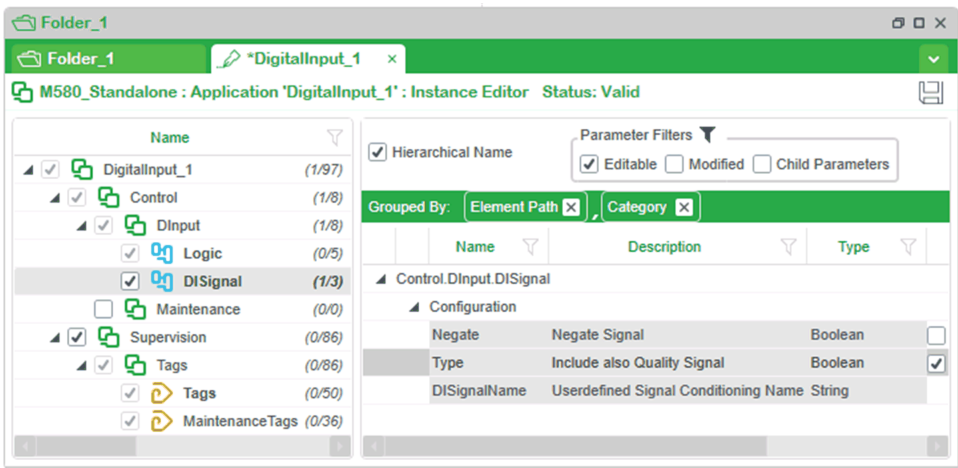 Folder_1
Folder_1
*DigitalInput_1 ×
M580_Standalone : Application 'DigitalInput_1' : Instance Editor Status: Valid
Name
DigitalInput_1 (1/97)
Control (1/8)
DInput (1/8)
Logic (0/5)
DISignal (1/3)
Maintenance (0/0)
Supervision (0/86)
Tags (0/86)
Tags (0/50)
MaintenanceTags (0/36)
Hierarchical Name
Parameter Filters
Editable Modified Child Parameters
Grouped By: Element Path , Category
Name Description Type
Control.DInput.DISignal
Configuration
Negate Negate Signal Boolean
Type Include also Quality Signal Boolean
DISignalName Userdefined Signal Conditioning Name String